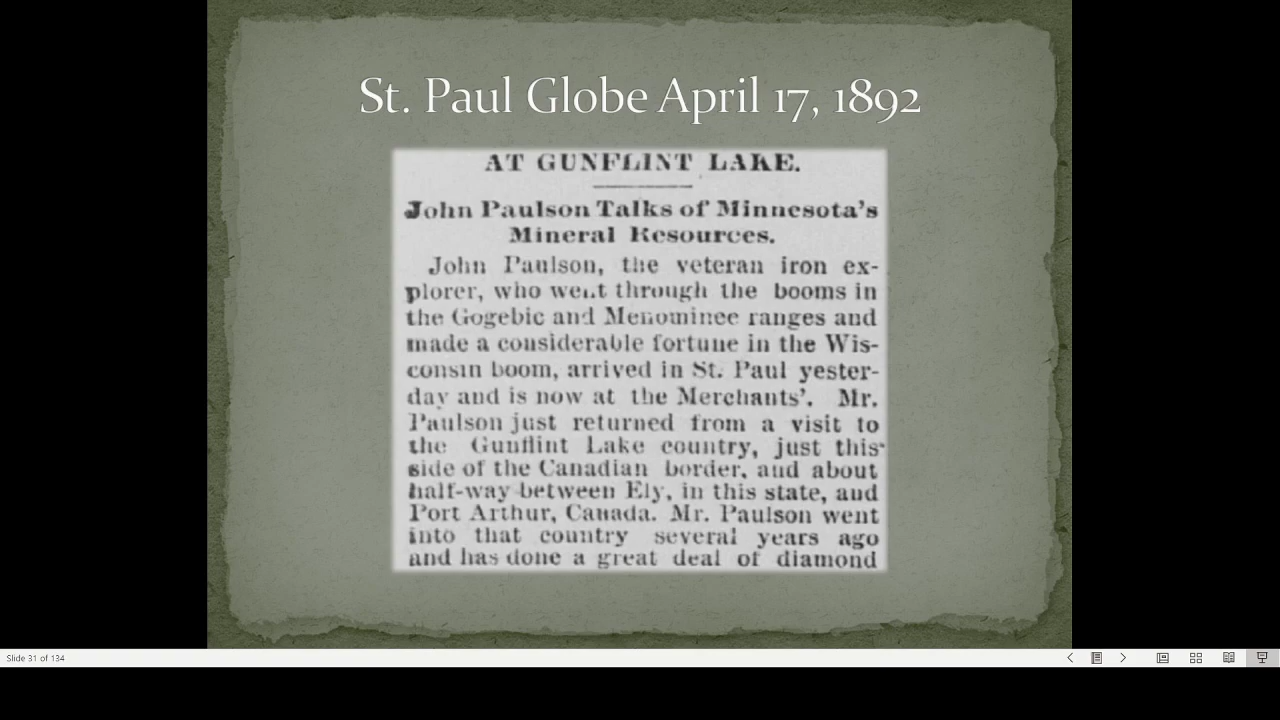 St. Paul Globe April 17, 1892
AT GUNFLINT LAKE.
John Paulson Talks of Minnesota's
Mineral Resources.
John Paulson, the veteran iron ex-
plorer, who went through the booms in
the Gogebic and Menominee ranges and
made a considerable fortune in the Wis-
consin boom, arrived in St. Paul yester-
day and is now at the Merchants'. Mr.
Paulson just returned from a visit to
the Gunflint Lake country, just this
side of the Canadian border, and about
half-way between Ely, in this state, and
Port Arthur, Canada. Mr. Paulson went
into that country several years ago
and has done a great deal of diamond
Slide 31 of 134